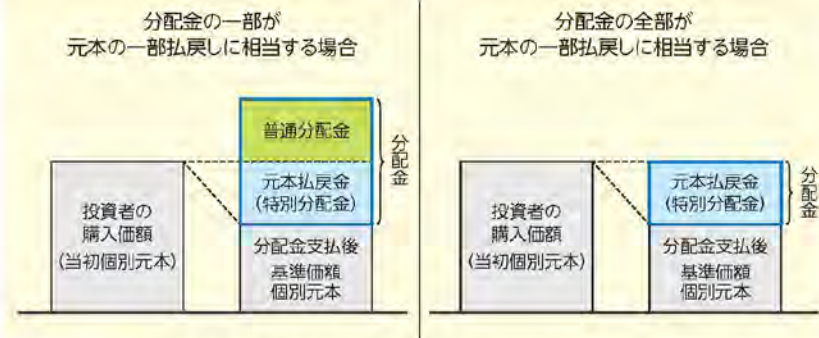 分配金の一部が
元本の一部払戻しに相当する場合
普通分配金
元本払戻金
(特別分配金)
分配金
投資者の
購入価額
(当初個別元本)
分配金支払後
基準価額
個別元本
分配金の全部が
元本の一部払戻しに相当する場合
元本払戻金
(特別分配金)
分配金
投資者の
購入価額
(当初個別元本)
分配金支払後
基準価額
個別元本